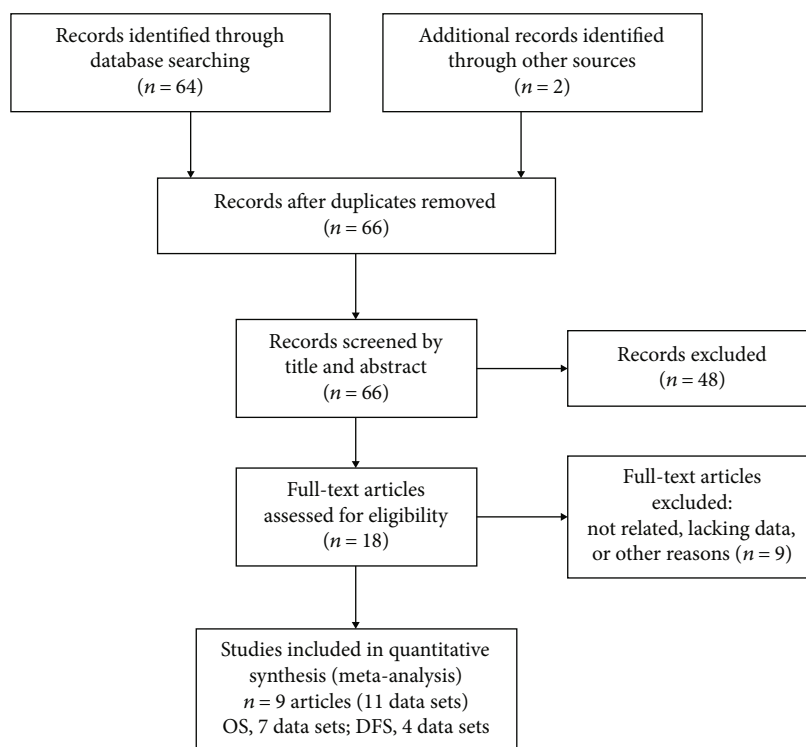 Records identified through
database searching
(n = 64)
Additional records identified
through other sources
(n = 2)
Records after duplicates removed
(n = 66)
Records screened by
title and abstract
(n = 66)
Records excluded
(n = 48)
Full-text articles
assessed for eligibility
(n = 18)
Full-text articles
excluded:
not related, lacking data,
or other reasons (n = 9)
Studies included in quantitative
synthesis (meta-analysis)
n = 9 articles (11 data sets)
OS, 7 data sets; DFS, 4 data sets